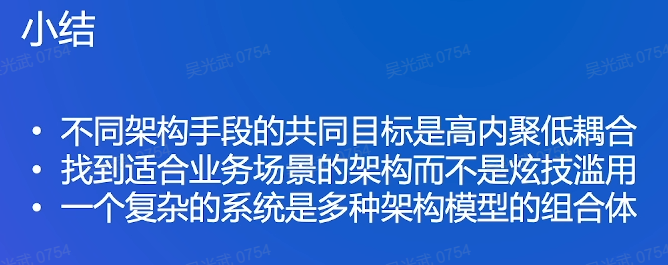 小结
吴光武 0754
吴光武 0754
吴光武 0754
• 不同架构手段的共同目标是高内聚低耦合
• 找到适合业务场景的架构而不是炫技滥用
• 一个复杂的系统是多种架构模型的组合体
吴光武 0754
吴光武 0754
吴光武 0754